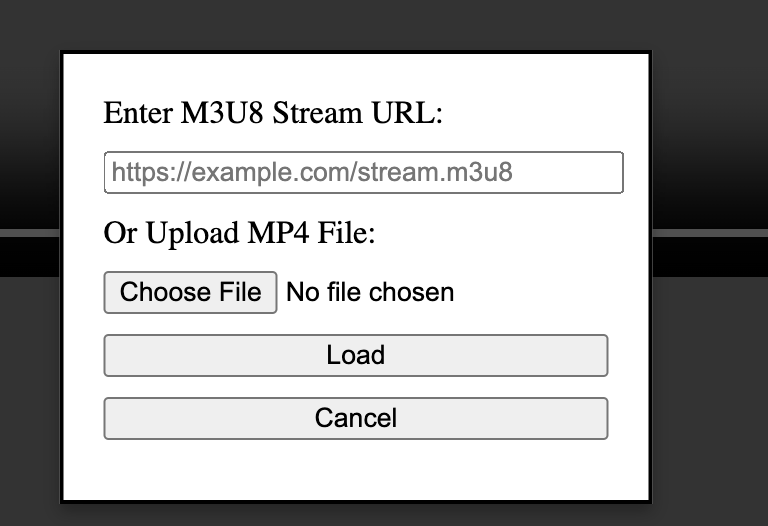 Enter M3U8 Stream URL:
https://example.com/stream.m3u8
Or Upload MP4 File:
Choose File No file chosen
Load
Cancel